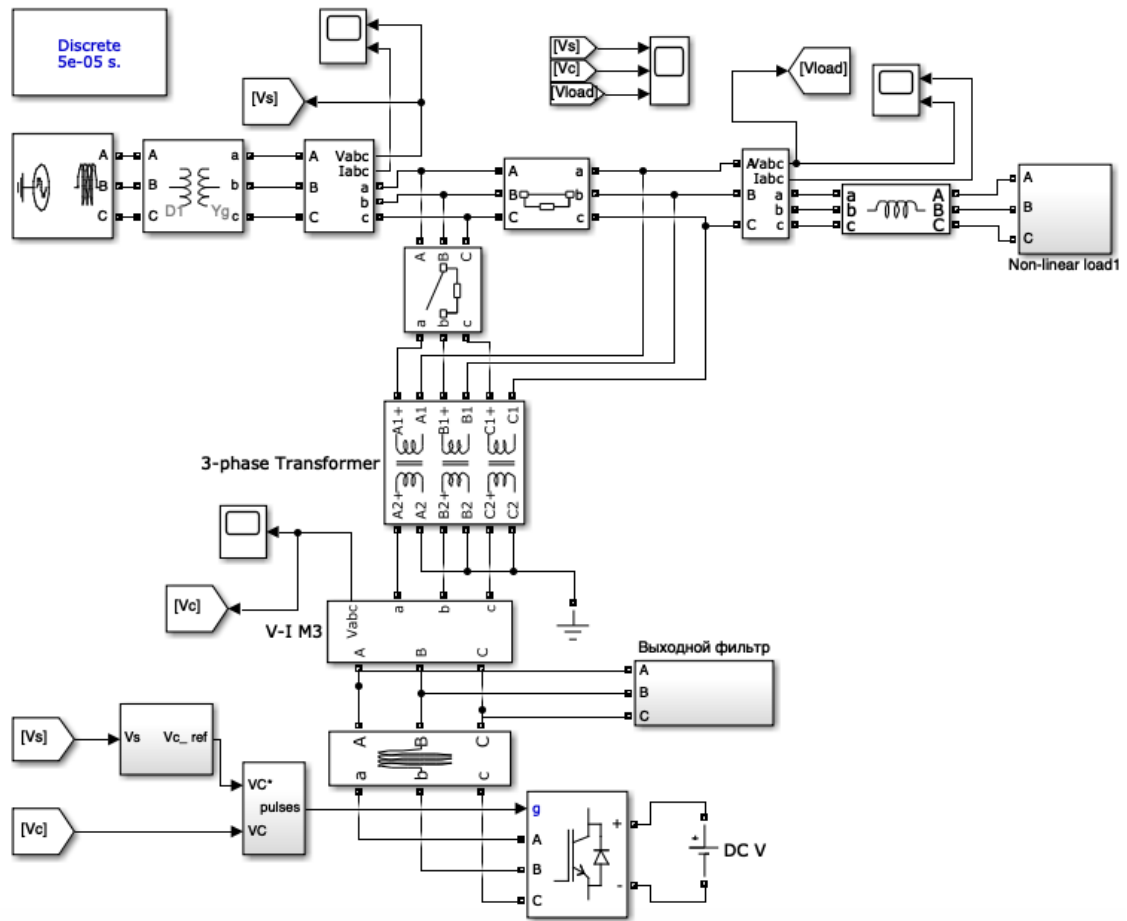 Discrete
5e-05 s.
[Vs]
[Vs]
[Vc]
[Vload]
[Vload]
A
B
C
A
B
C
D1
Yg
a
b
c
A
B
C
Vabc
Iabc
a
b
c
A
B
C
a
b
c
A
B
C
Vabc
Iabc
a
b
c
a
b
c
A
B
C
A
B
C
Non-linear load1
A
B
C
a
b
c
3-phase Transformer
A1+
A1
B1+
B1
C1+
C1
A2+
A2
B2+
B2
C2+
C2
[Vc]
V-I M3
Vabc
a
b
c
A
B
C
Выходной фильтр
A
B
C
A
B
C
a
b
c
[Vs]
Vs
Vc_ ref
[Vc]
VC*
VC
pulses
g
A
B
C
+
-
+
DC V